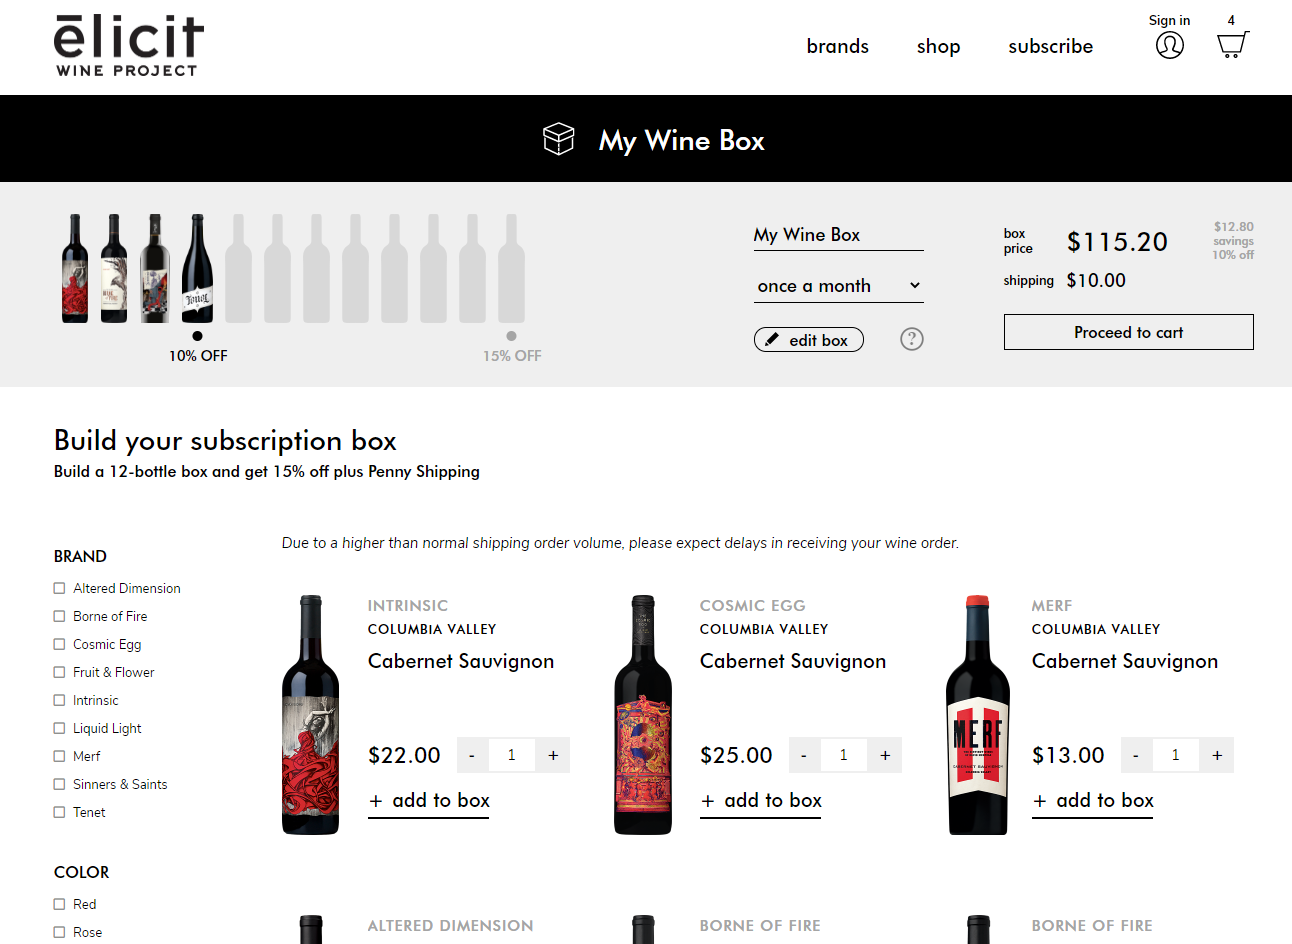 ēlicit
WINE PROJECT
brands
shop
subscribe
Sign in
4
My Wine Box
10% OFF
15% OFF
My Wine Box
once a month
edit box
?
box
price
$115.20
$12.80
savings
10% off
shipping
$10.00
Proceed to cart
Build your subscription box
Build a 12-bottle box and get 15% off plus Penny Shipping
Due to a higher than normal shipping order volume, please expect delays in receiving your wine order.
BRAND
Altered Dimension
Borne of Fire
Cosmic Egg
Fruit & Flower
Intrinsic
Liquid Light
Merf
Sinners & Saints
Tenet
COLOR
Red
Rose
INTRINSIC
COLUMBIA VALLEY
Cabernet Sauvignon
$22.00
- 1 +
+ add to box
COSMIC EGG
COLUMBIA VALLEY
Cabernet Sauvignon
$25.00
- 1 +
+ add to box
MERF
MERF
COLUMBIA VALLEY
Cabernet Sauvignon
$13.00
- 1 +
+ add to box
ALTERED DIMENSION
BORNE OF FIRE
BORNE OF FIRE